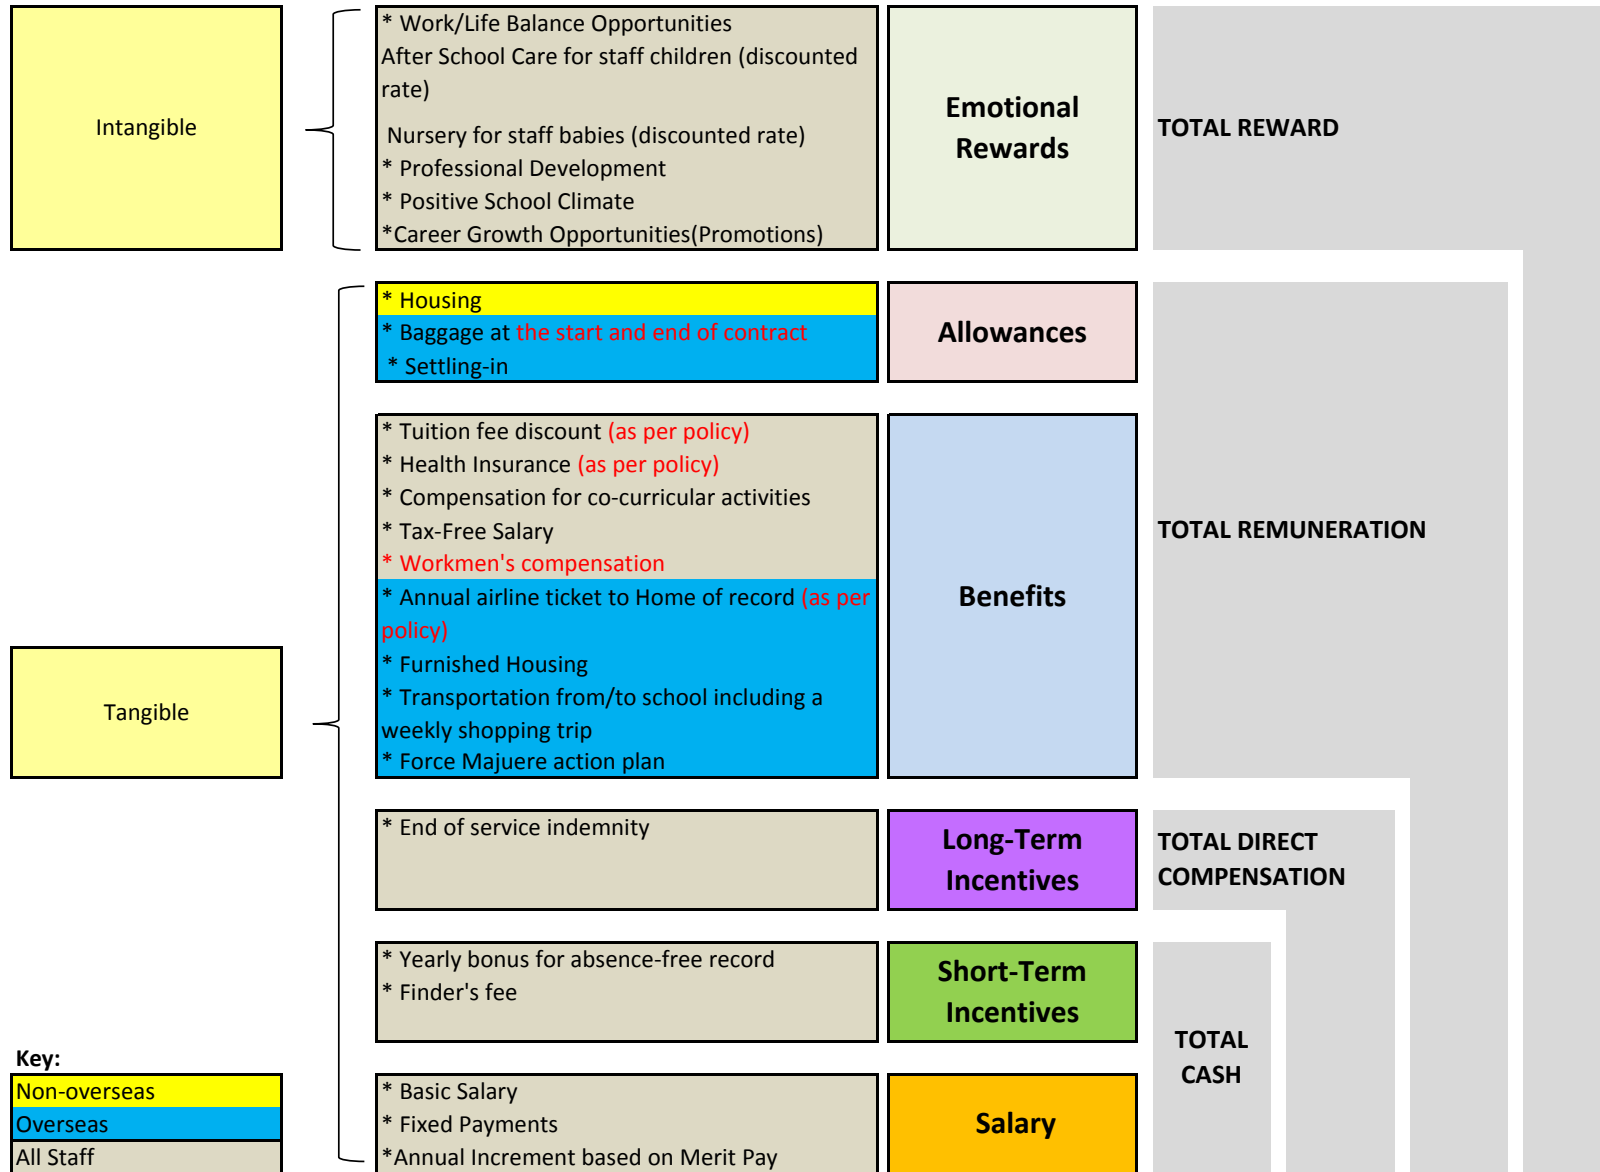 Intangible
* Work/Life Balance Opportunities
After School Care for staff children (discounted
rate)
Nursery for staff babies (discounted rate)
* Professional Development
* Positive School Climate
*Career Growth Opportunities(Promotions)
Emotional
Rewards
TOTAL REWARD
* Housing
* Baggage at the start and end of contract
* Settling-in
Allowances
Tangible
* Tuition fee discount (as per policy)
* Health Insurance (as per policy)
* Compensation for co-curricular activities
* Tax-Free Salary
* Workmen's compensation
* Annual airline ticket to Home of record (as per
policy)
* Furnished Housing
* Transportation from/to school including a
weekly shopping trip
* Force Majuere action plan
Benefits
TOTAL REMUNERATION
* End of service indemnity
Long-Term
Incentives
TOTAL DIRECT
COMPENSATION
* Yearly bonus for absence-free record
* Finder's fee
Short-Term
Incentives
TOTAL
CASH
* Basic Salary
* Fixed Payments
*Annual Increment based on Merit Pay
Salary
Key:
Non-overseas
Overseas
All Staff